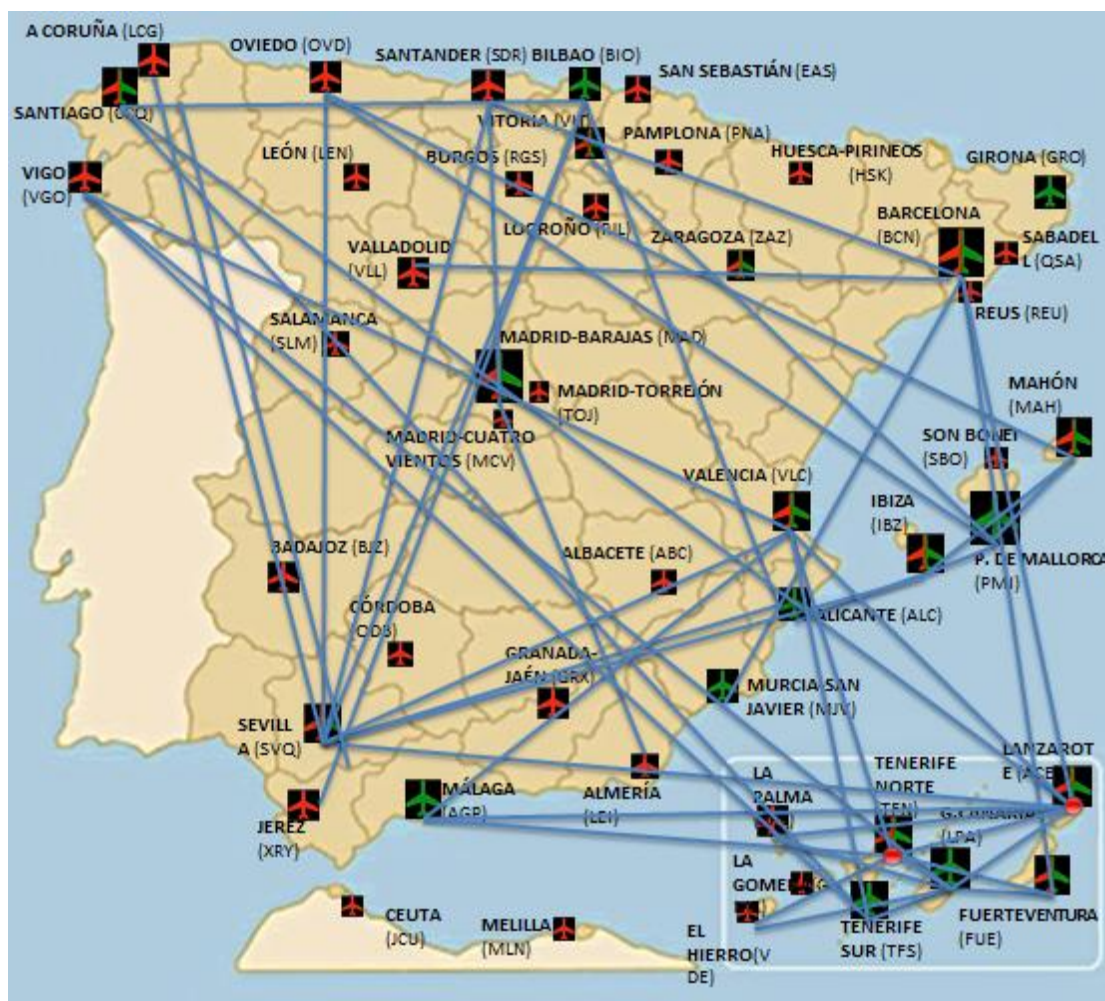 A CORUÑA (LCG)
OVIEDO (OVD)
SANTANDER (SDR) BILBAO (BIO)
SAN SEBASTIÁN (EAS)
SANTIAGO
VITORIA
PAMPLONA (PNA)
LEÓN (LEN)
BURGOS (RGS)
HUESCA-PIRINEOS
(HSK)
GIRONA (GRO)
VIGO
(VGO)
LOGROÑO
BARCELONA
(BCN)
SABADEL
L (QSA)
VALLADOLID
(VLL)
ZARAGOZA (ZAZ)
REUS (REU)
SALAMANCA
(SLM)
MADRID-BARAJAS (MAD)
MADRID-TORREJÓN
(TOJ)
MAHÓN
(MAH)
MADRID-CUATRO
VIENTOS (MCV)
SON BONET
(SBO)
VALENCIA (VLC)
IBIZA
(IBZ)
BADAJOZ (BJZ)
ALBACETE (ABC)
P. DE MALLORCA
(PMI)
CÓRDOBA
(ODB)
ALICANTE (ALC)
GRANADA-
JAÉN (GRX)
MURCIA-SAN
JAVIER (MJV)
SEVILL
A (SVQ)
LANZAROT
E (ACE)
LA
PALMA
TENERIFE
NORTE
(TFN)
MÁLAGA
(AGP)
ALMERÍA
(LEI)
G.CANARIAS
(LPA)
JEREZ
(XRY)
LA
GOMERA
CEUTA
(JCU)
MELILLA
(MLN)
EL
HIERRO(V
DE)
TENERIFE
SUR (TFS)
FUERTEVENTURA
(FUE)